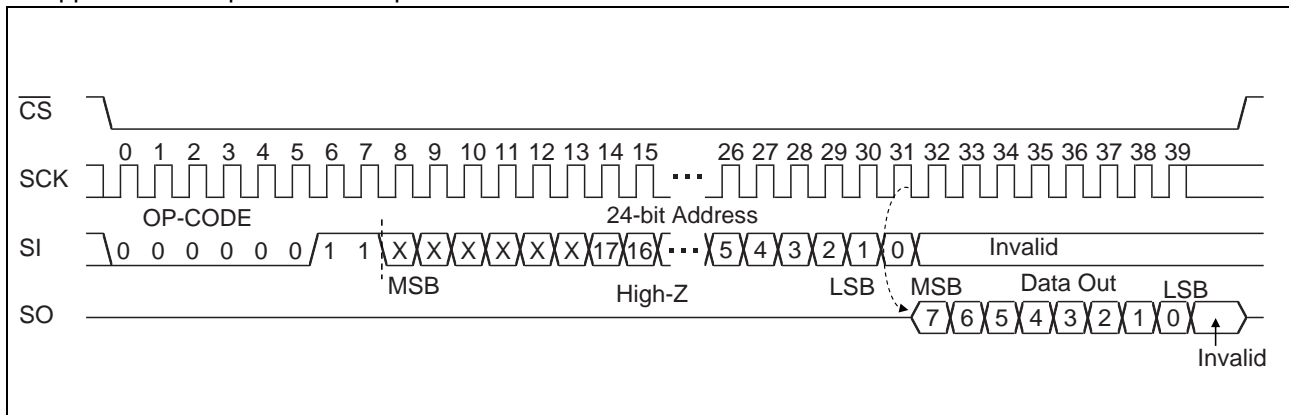 CS
0 1 2 3 4 5 6 7 8 9 10 11 12 13 14 15 26 27 28 29 30 31 32 33 34 35 36 37 38 39
SCK ...
OP-CODE 24-bit Address
SI 0 0 0 0 0 0 1 1 X X X X X X 17 16 ... 5 4 3 2 1 0 Invalid
MSB High-Z LSB MSB Data Out LSB
SO 7 6 5 4 3 2 1 0
Invalid